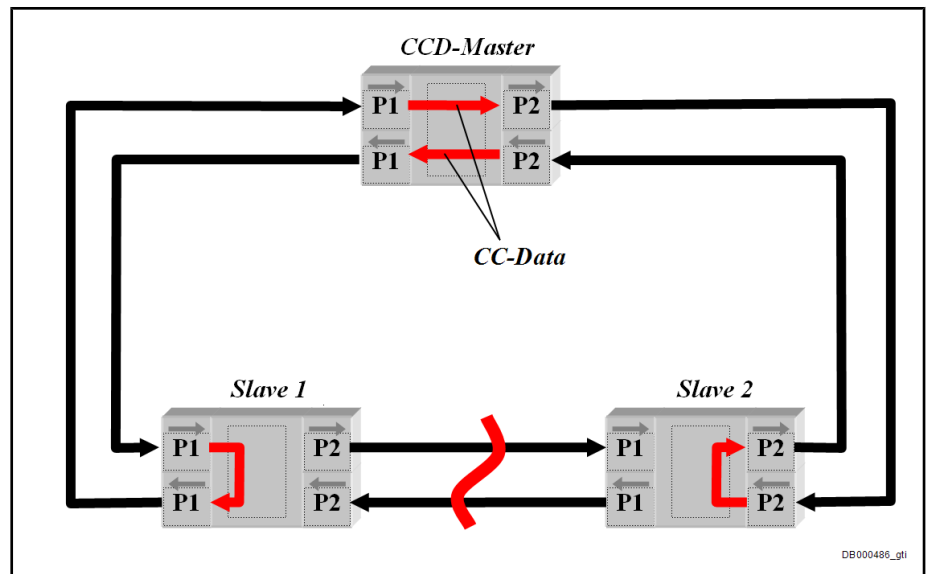 CCD-Master
P1 P2
P1 P2
CC-Data
Slave 1 Slave 2
P1 P2 P1 P2
P1 P2 P1 P2
DB000486_gti